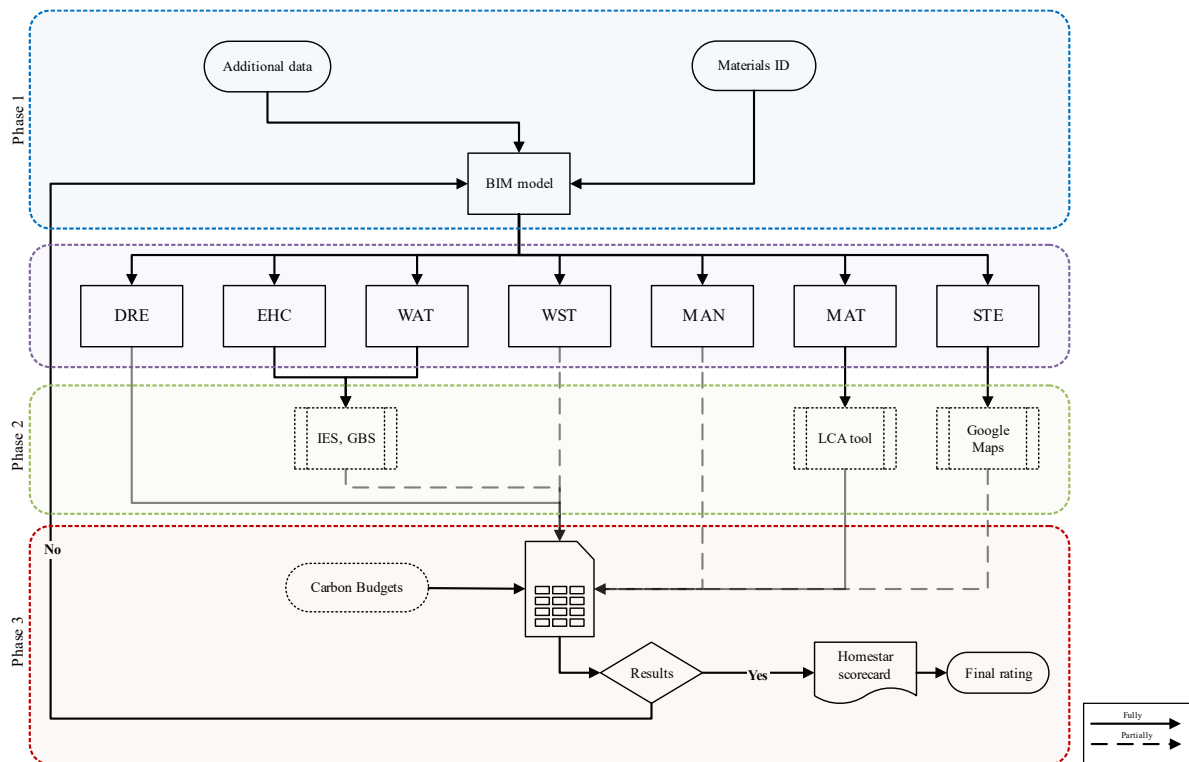 Phase 1
Additional data
Materials ID
BIM model
DRE
EHC
WAT
WST
MAN
MAT
STE
Phase 2
IES, GBS
LCA tool
Google
Maps
Phase 3
No
Carbon Budgets
Results
Yes
Homestar
scorecard
Final rating
Fully
Partially